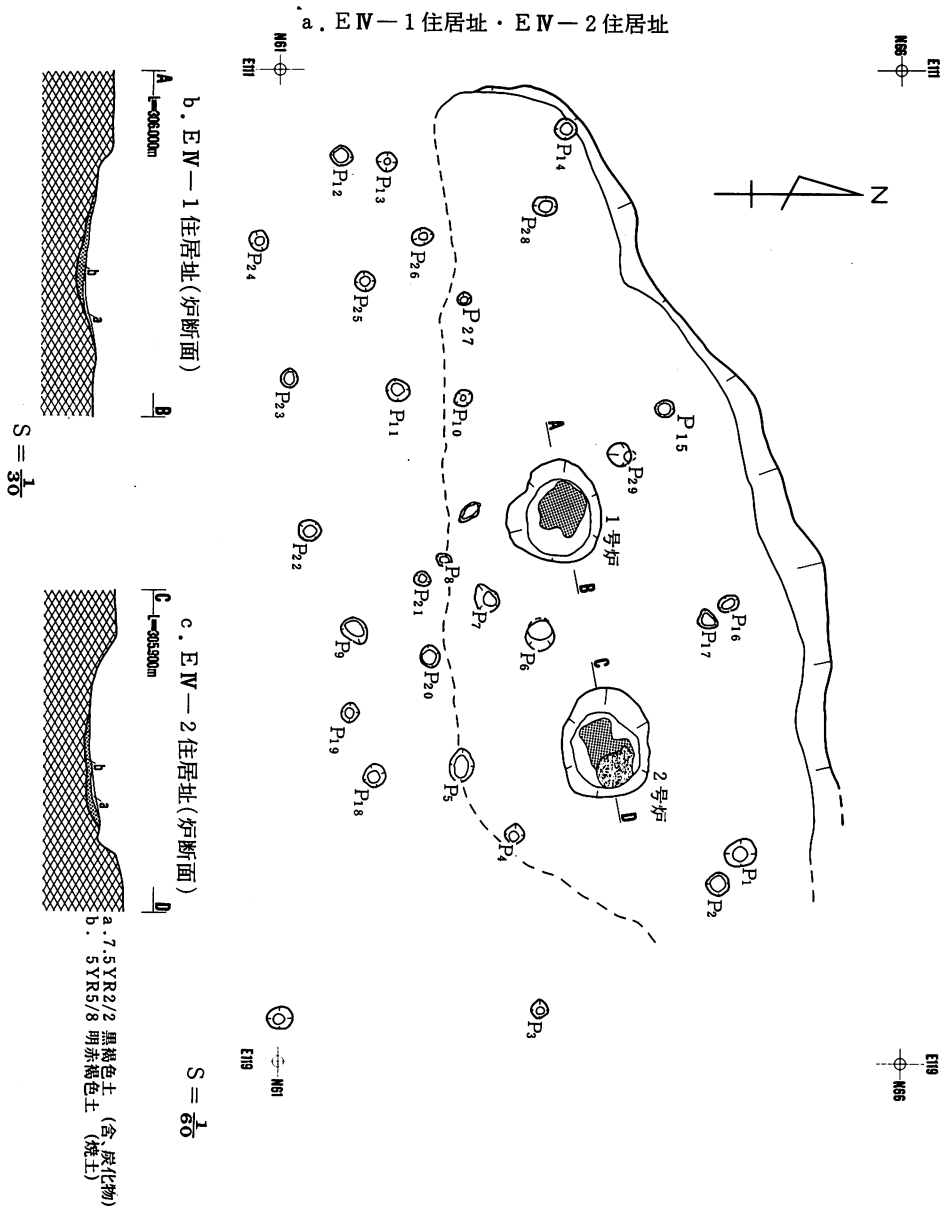 a．EⅣ－1住居址・EⅣ－2住居址
N61
E111
N66
E111
N
P14
P28
P12
P13
P24
P26
P25
P27
P23
P11
P10
P15
P29
A
1号炉
B
P22
P8
P21
P7
P6
P16
P17
P9
P20
C
P19
P18
P5
2号炉
D
P4
P1
P2
P3
E119
N61
E119
N66
S＝1/60
b．EⅣ－1住居址(炉断面)
A
L=306.000m
B
a
b
S＝1/30
c．EⅣ－2住居址(炉断面)
C
L=305.900m
D
a
b
a．7.5YR2/2 黒褐色土 (含、炭化物)
b． 5YR5/8 明赤褐色土 (焼土)